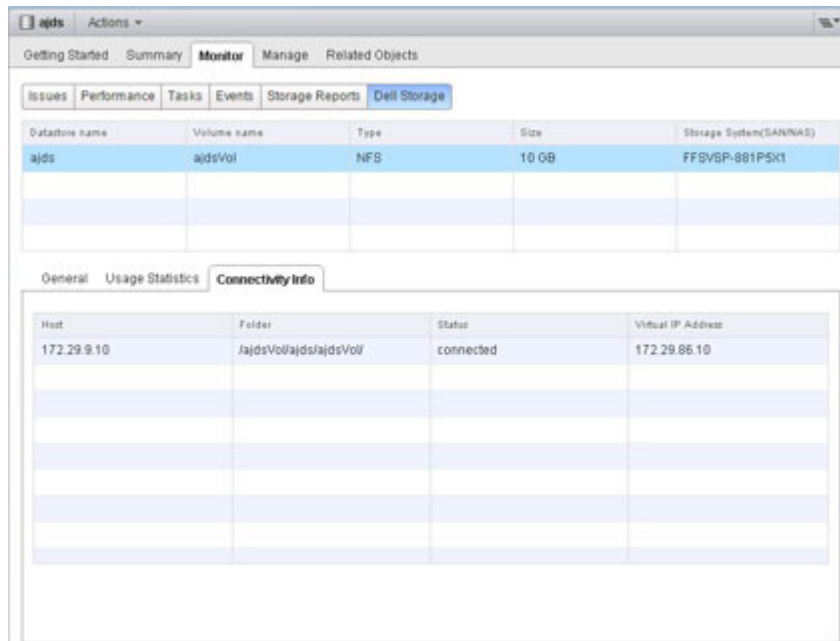 ajds Actions
Getting Started Summary Monitor Manage Related Objects
Issues Performance Tasks Events Storage Reports Dell Storage
Datastore name Volume name Type Size Storage System(SAN/NAS)
ajds ajdsVol NFS 10 GB FFSVSP-881P5X1
General Usage Statistics Connectivity Info
Host Folder Status Virtual IP Address
172.29.9.10 /ajdsVol/ajds/ajdsVol/ connected 172.29.86.10